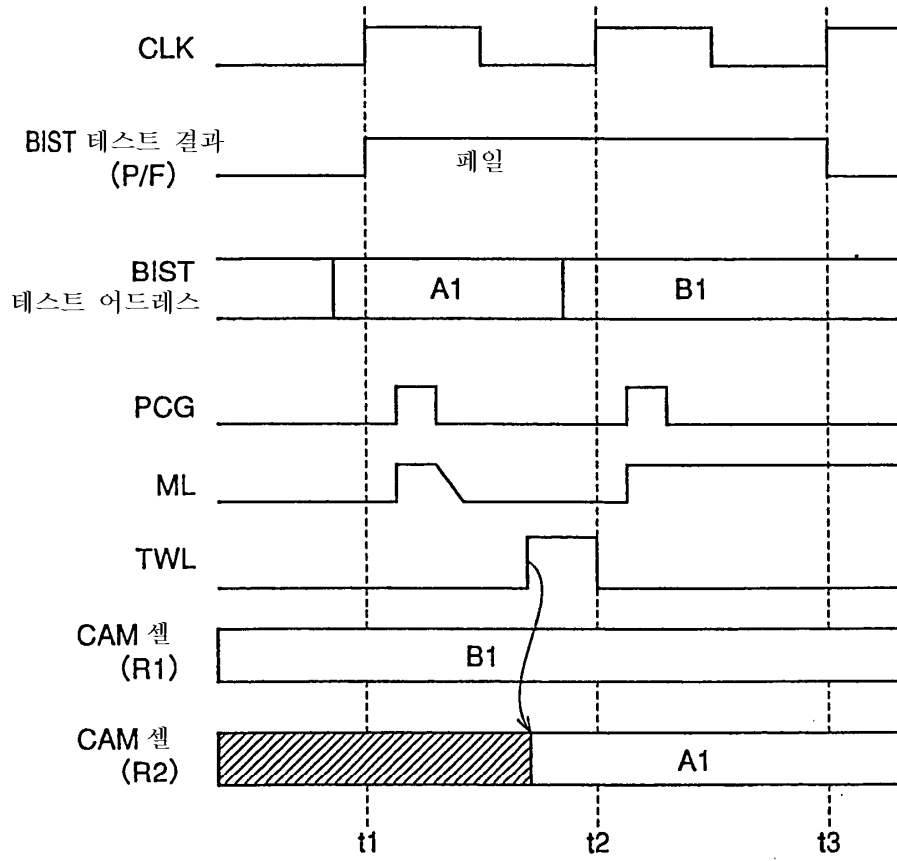 CLK
BIST 테스트 결과
(P/F)
페일
BIST
테스트 어드레스
A1
B1
PCG
ML
TWL
CAM 셀
(R1)
B1
CAM 셀
(R2)
A1
t1
t2
t3